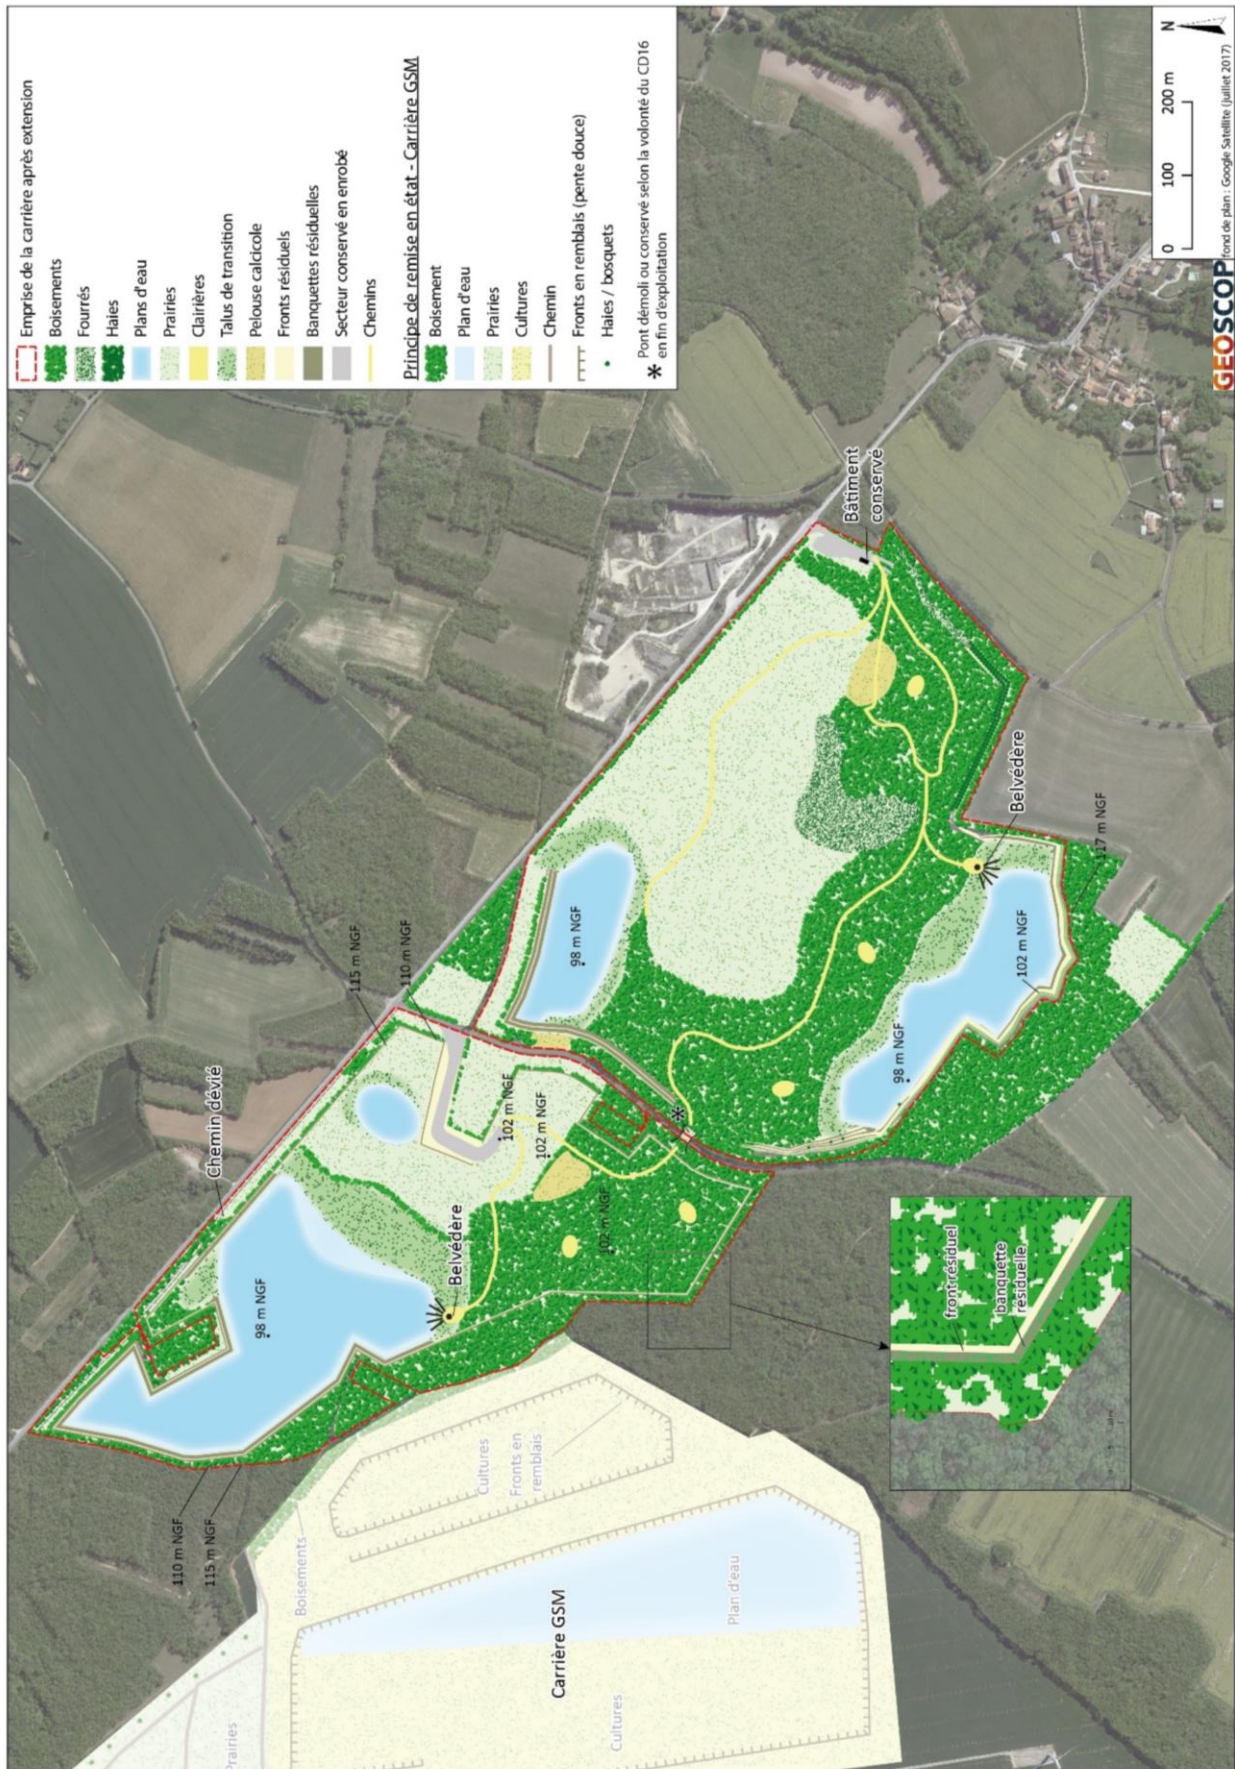 Emprise de la carrière après extension
Boisements
Fourrés
Haies
Plans d'eau
Prairies
Clairières
Talus de transition
Pelouse calcicole
Fronts résiduels
Banquettes résiduelles
Secteur conservé en enrobé
Chemins
Principe de remise en état - Carrière GSM
Boisement
Plan d'eau
Prairies
Cultures
Chemin
Fronts en remblais (pente douce)
Haies / bosquets
* Pont démoli ou conservé selon la volonté du CD16
en fin d'exploitation
N
0 100 200 m
GEOSCOP
fond de plan : Google Satellite (juillet 2017)
Chemin dévié
115 m NGF
110 m NGF
98 m NGF
98 m NGF
102 m NGF
102 m NGF
102 m NGF
Belvédère
*
Bâtiment
conservé
Belvédère
117 m NGF
102 m NGF
98 m NGF
110 m NGF
115 m NGF
Boisements
Cultures
Fronts en
remblais
Plan d'eau
Carrière GSM
Cultures
Prairies
front résiduel
banquette
résiduelle